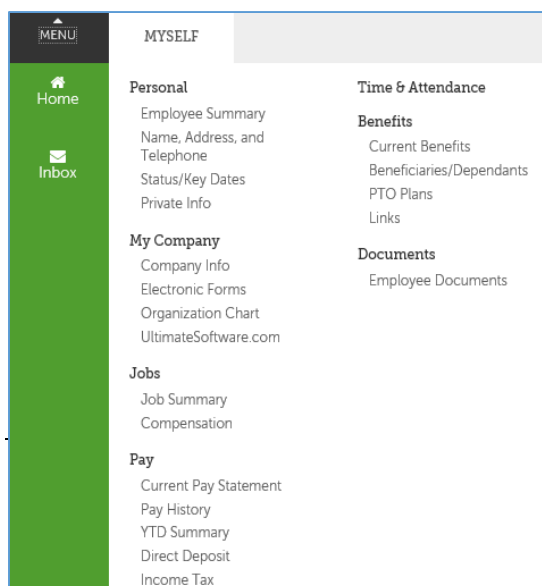 MENU
MYSELF
Home
Inbox
Personal
Employee Summary
Name, Address, and
Telephone
Status/Key Dates
Private Info
My Company
Company Info
Electronic Forms
Organization Chart
UltimateSoftware.com
Jobs
Job Summary
Compensation
Pay
Current Pay Statement
Pay History
YTD Summary
Direct Deposit
Income Tax
Time & Attendance
Benefits
Current Benefits
Beneficiaries/Dependants
PTO Plans
Links
Documents
Employee Documents